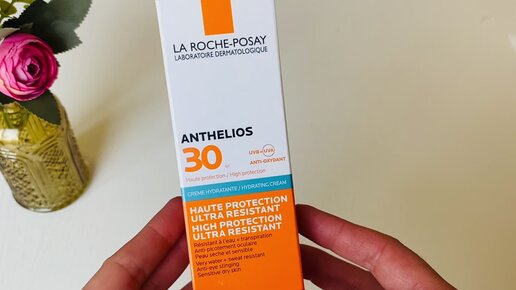 LA ROCHE-POSAY
LABORATOIRE DERMATOLOGIQUE
ANTHELIOS
30
UVB + UVA
ANTI-OXYDANT
Haute protection / High protection
CRÈME HYDRATANTE / HYDRATING CREAM
HAUTE PROTECTION
ULTRA RESISTANT
HIGH PROTECTION
ULTRA RESISTANT
Résistant à l'eau + transpiration
Anti-picotement oculaire
Peau sèche et sensible
Very water + sweat resistant
Anti-eye stinging
Sensitive dry skin